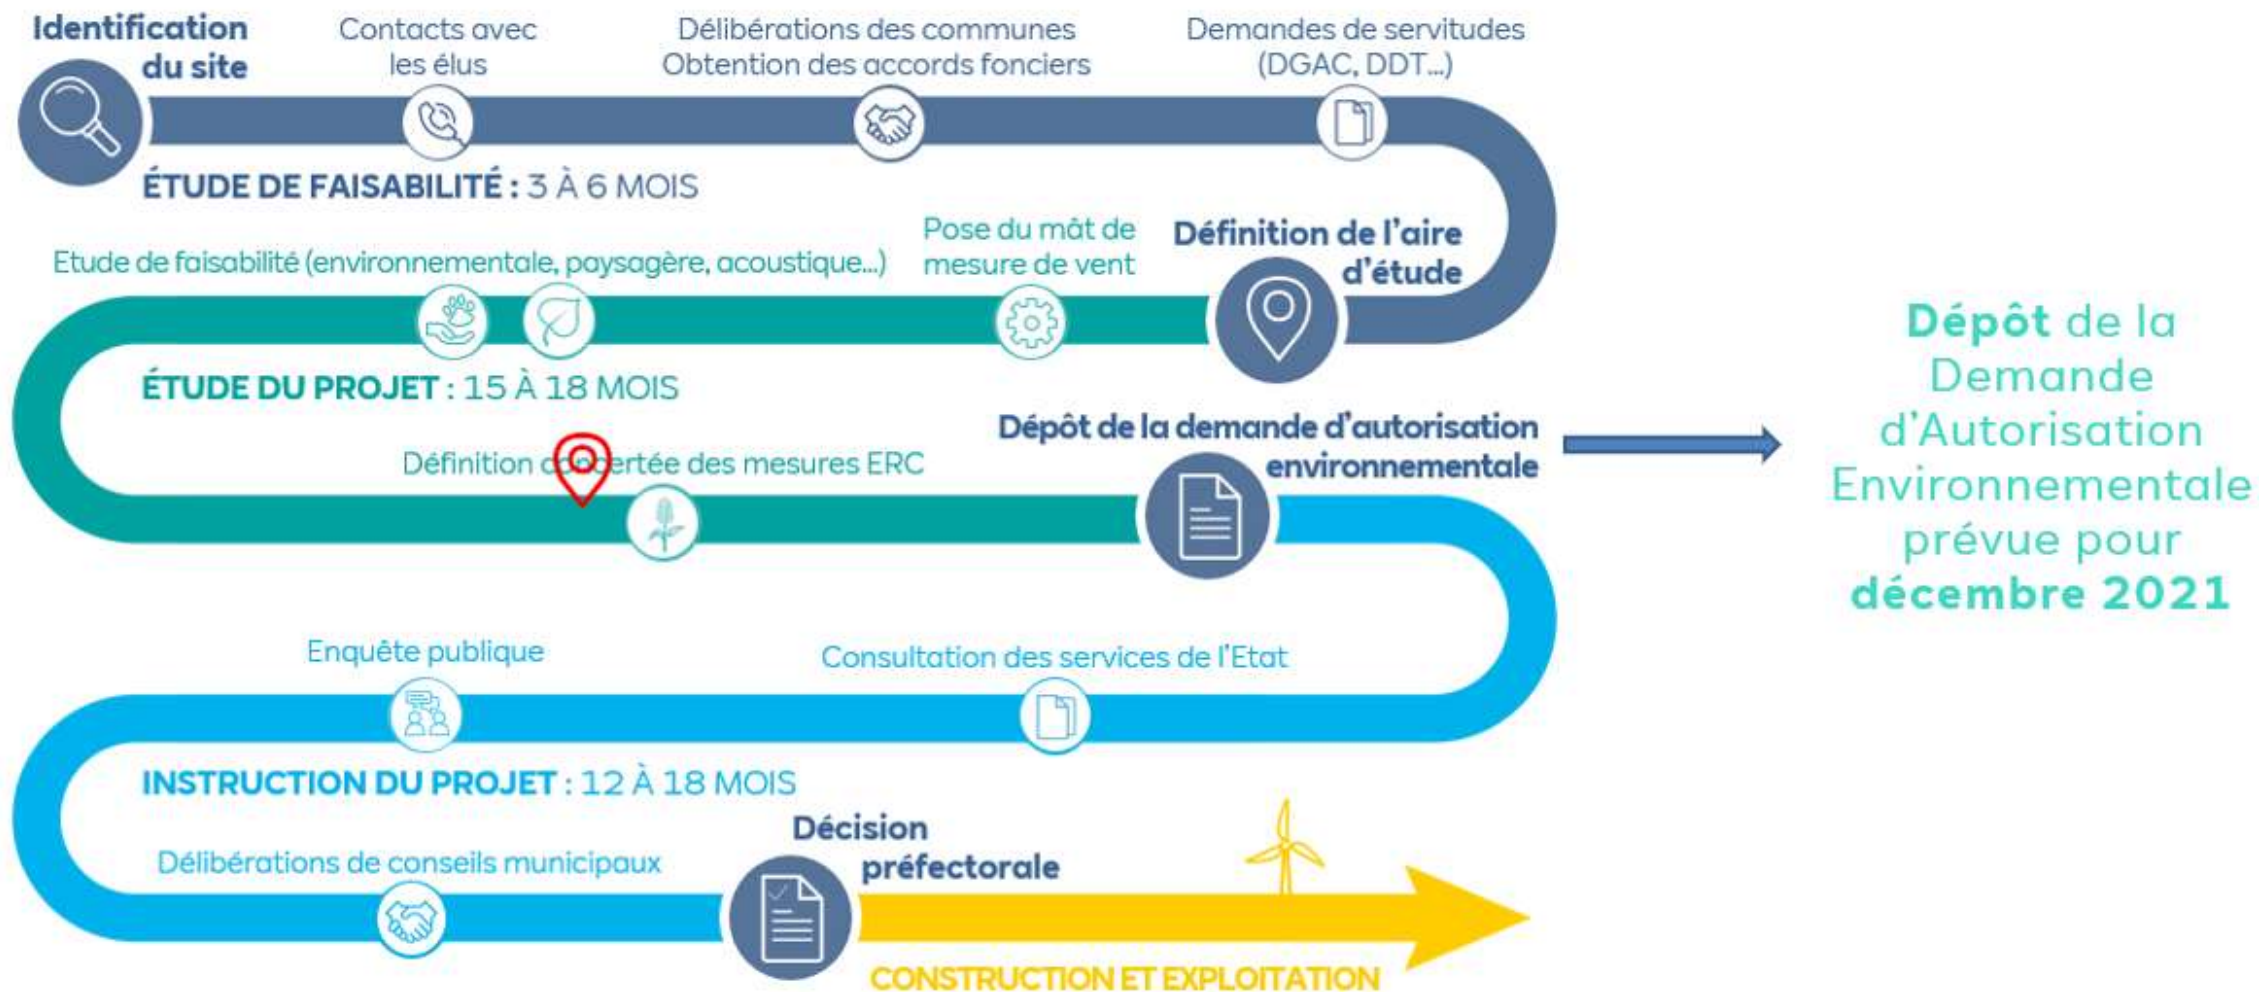 Identification
du site
Contacts avec
les élus
Délibérations des communes
Obtention des accords fonciers
Demandes de servitudes
(DGAC, DDT...)
ÉTUDE DE FAISABILITÉ : 3 À 6 MOIS
Etude de faisabilité (environnementale, paysagère, acoustique...)
Pose du mât de
mesure de vent
Définition de l'aire
d'étude
ÉTUDE DU PROJET : 15 À 18 MOIS
Définition concertée des mesures ERC
Dépôt de la demande d'autorisation
environnementale
Dépôt de la
Demande
d'Autorisation
Environnementale
prévue pour
décembre 2021
Enquête publique
Consultation des services de l'Etat
INSTRUCTION DU PROJET : 12 À 18 MOIS
Délibérations de conseils municipaux
Décision
préfectorale
CONSTRUCTION ET EXPLOITATION